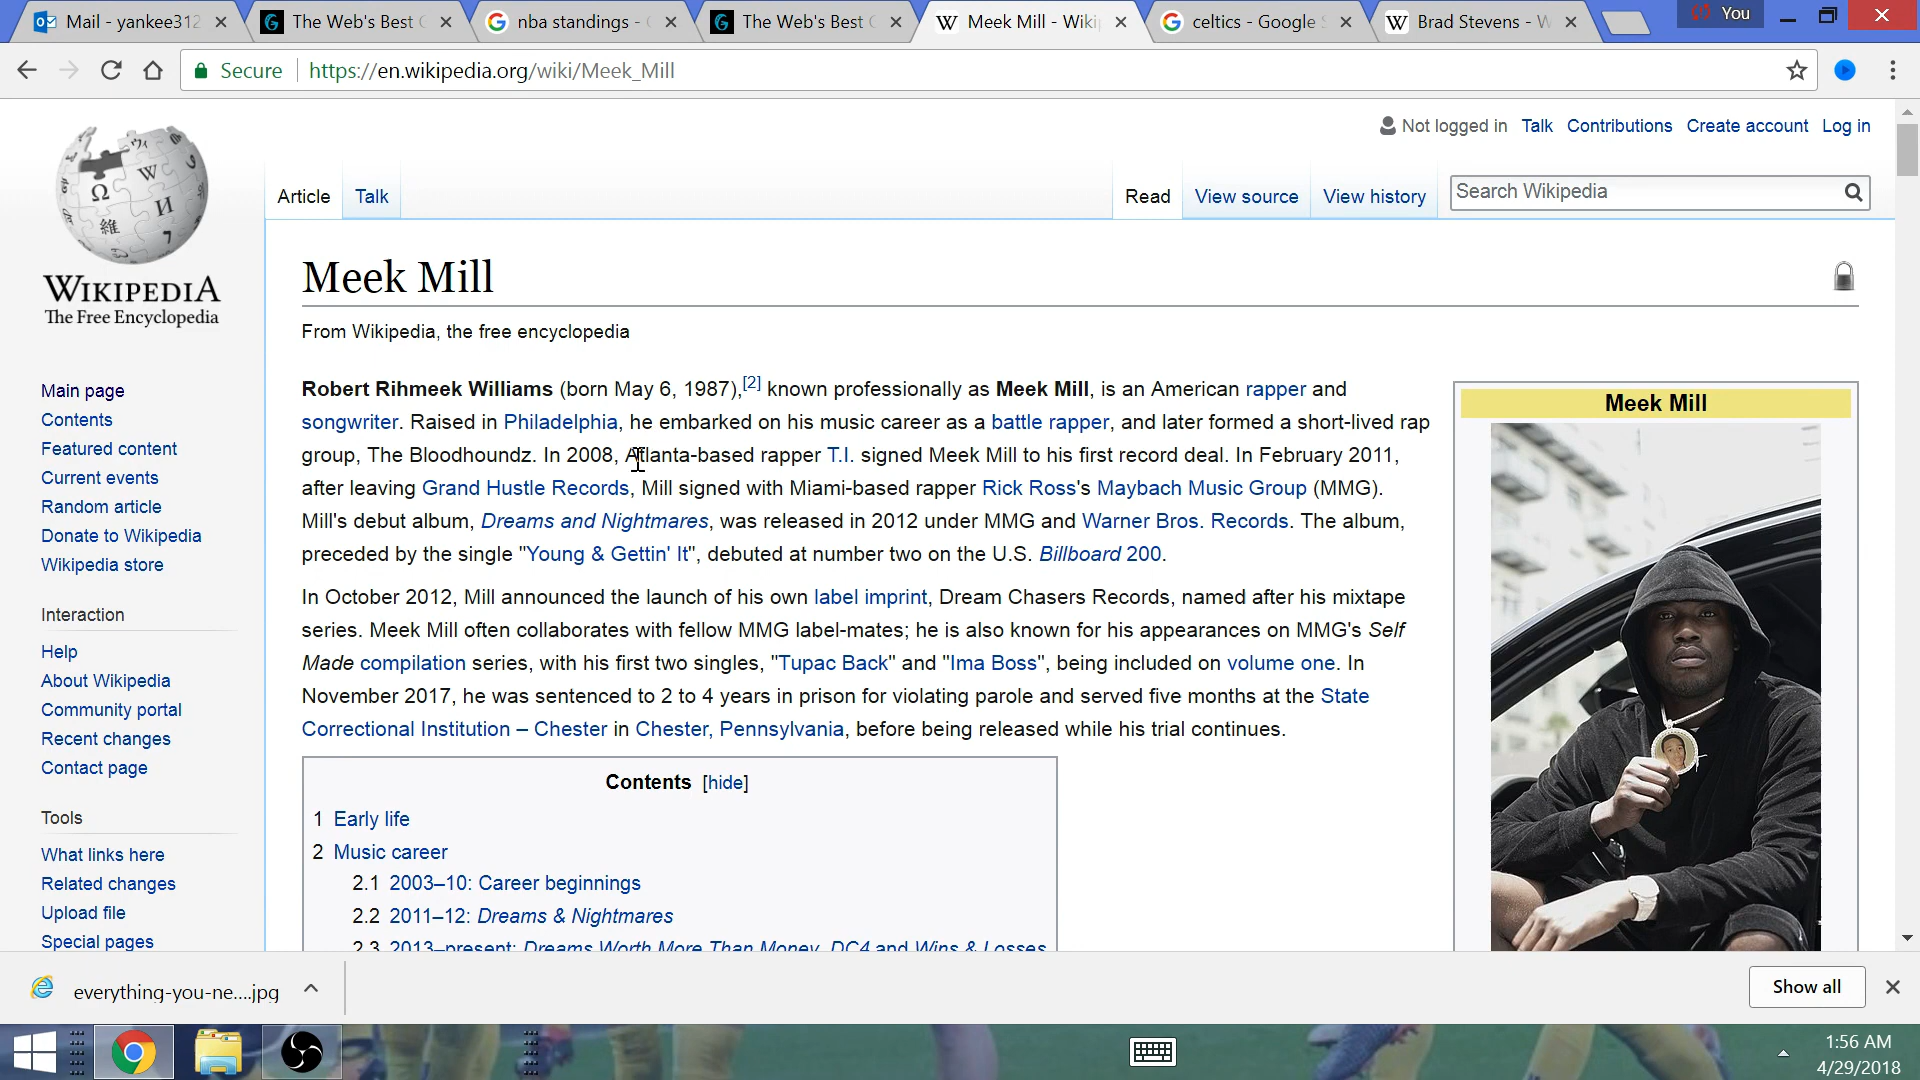 Mail - yankee312
The Web's Best
nba standings -
The Web's Best
Meek Mill - Wiki
celtics - Google
Brad Stevens -
You
Secure
https://en.wikipedia.org/wiki/Meek_Mill
Not logged in Talk Contributions Create account Log in
Article Talk Read View source View history Search Wikipedia
WIKIPEDIA
The Free Encyclopedia
Main page
Contents
Featured content
Current events
Random article
Donate to Wikipedia
Wikipedia store
Interaction
Help
About Wikipedia
Community portal
Recent changes
Contact page
Tools
What links here
Related changes
Upload file
Special pages
Meek Mill
From Wikipedia, the free encyclopedia
Robert Rihmeek Williams (born May 6, 1987),[2] known professionally as Meek Mill, is an American rapper and
songwriter. Raised in Philadelphia, he embarked on his music career as a battle rapper, and later formed a short-lived rap
group, The Bloodhoundz. In 2008, Atlanta-based rapper T.I. signed Meek Mill to his first record deal. In February 2011,
after leaving Grand Hustle Records, Mill signed with Miami-based rapper Rick Ross's Maybach Music Group (MMG).
Mill's debut album, Dreams and Nightmares, was released in 2012 under MMG and Warner Bros. Records. The album,
preceded by the single "Young & Gettin' It", debuted at number two on the U.S. Billboard 200.
In October 2012, Mill announced the launch of his own label imprint, Dream Chasers Records, named after his mixtape
series. Meek Mill often collaborates with fellow MMG label-mates; he is also known for his appearances on MMG's Self
Made compilation series, with his first two singles, "Tupac Back" and "Ima Boss", being included on volume one. In
November 2017, he was sentenced to 2 to 4 years in prison for violating parole and served five months at the State
Correctional Institution – Chester in Chester, Pennsylvania, before being released while his trial continues.
Contents [hide]
1 Early life
2 Music career
2.1 2003–10: Career beginnings
2.2 2011–12: Dreams & Nightmares
2.3 2013–present: Dreams Worth More Than Money, DC4 and Wins & Losses
Meek Mill
everything-you-ne....jpg
Show all
1:56 AM
4/29/2018